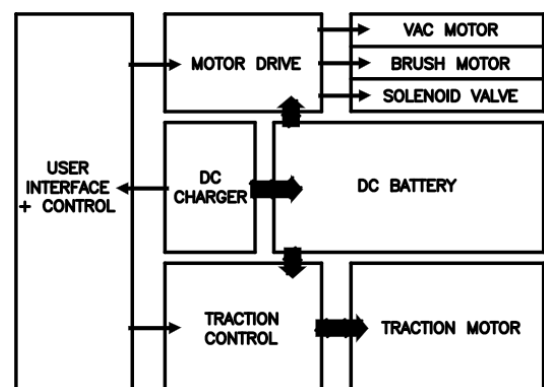 VAC MOTOR
MOTOR DRIVE
BRUSH MOTOR
SOLENOID VALVE
USER
INTERFACE
+ CONTROL
DC
CHARGER
DC BATTERY
TRACTION
CONTROL
TRACTION MOTOR